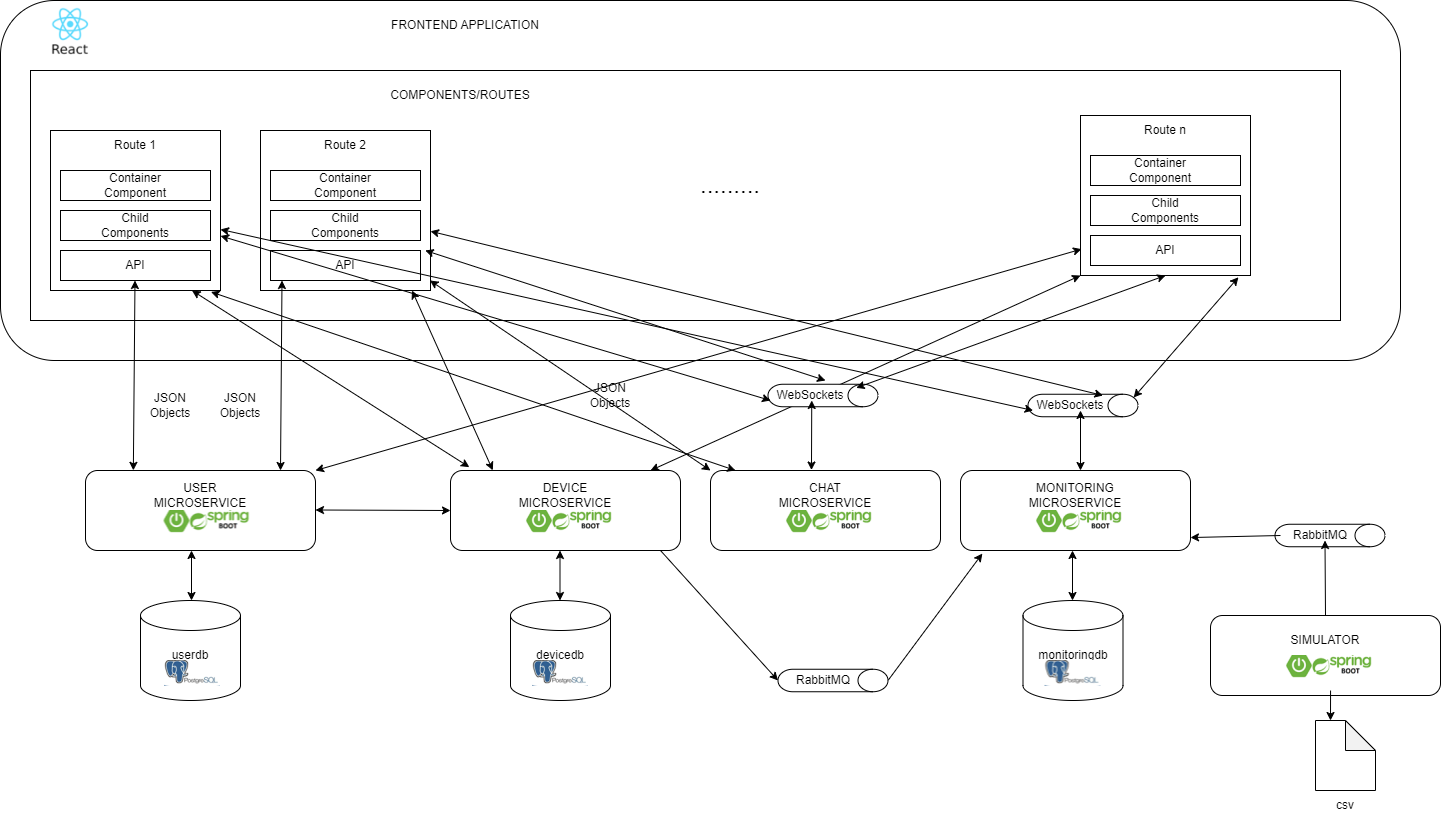 FRONTEND APPLICATION
React
COMPONENTS/ROUTES
Route 1
Container
Component
Child
Components
API
Route 2
Container
Component
Child
Components
API
.........
Route n
Container
Component
Child
Components
API
JSON
Objects
JSON
Objects
JSON
Objects
WebSockets
WebSockets
USER
MICROSERVICE
spring
BOOT
DEVICE
MICROSERVICE
spring
BOOT
CHAT
MICROSERVICE
spring
BOOT
MONITORING
MICROSERVICE
spring
BOOT
RabbitMQ
userdb
PostgreSQL
devicedb
PostgreSQL
RabbitMQ
monitoringdb
PostgreSQL
SIMULATOR
spring
BOOT
csv